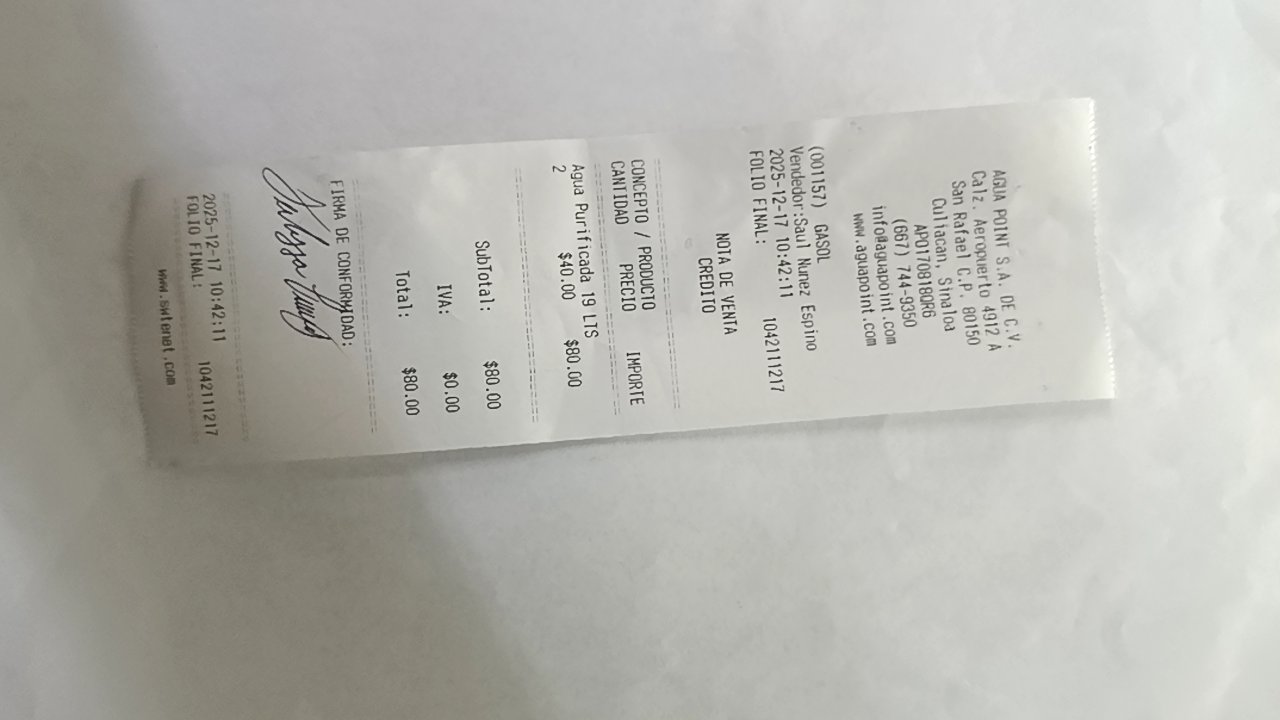 AGUA POINT S.A. DE C.V.
Calz. Aeropuerto 4912 A
San Rafael C.P. 80150
Culiacan, Sinaloa
APO170818QR6
(667) 744-9350
info@aguapoint.com
www.aguapoint.com
(001157) GASOL
Vendedor:Saul Nunez Espino
2025-12-17 10:42:11
FOLIO FINAL: 1042111217
NOTA DE VENTA
CREDITO
CONCEPTO / PRODUCTO
CANTIDAD PRECIO IMPORTE
Agua Purificada 19 LTS
2 $40.00 $80.00
SubTotal: $80.00
IVA: $0.00
Total: $80.00
FIRMA DE CONFORMIDAD:
2025-12-17 10:42:11
FOLIO FINAL: 1042111217
www.swtenet.com